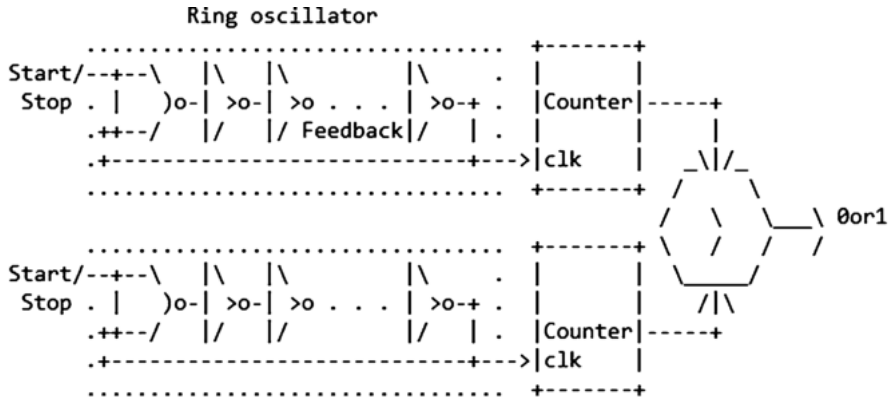 Ring oscillator
Start/
Stop
Counter
Feedback
clk
0or1
Start/
Stop
Counter
clk